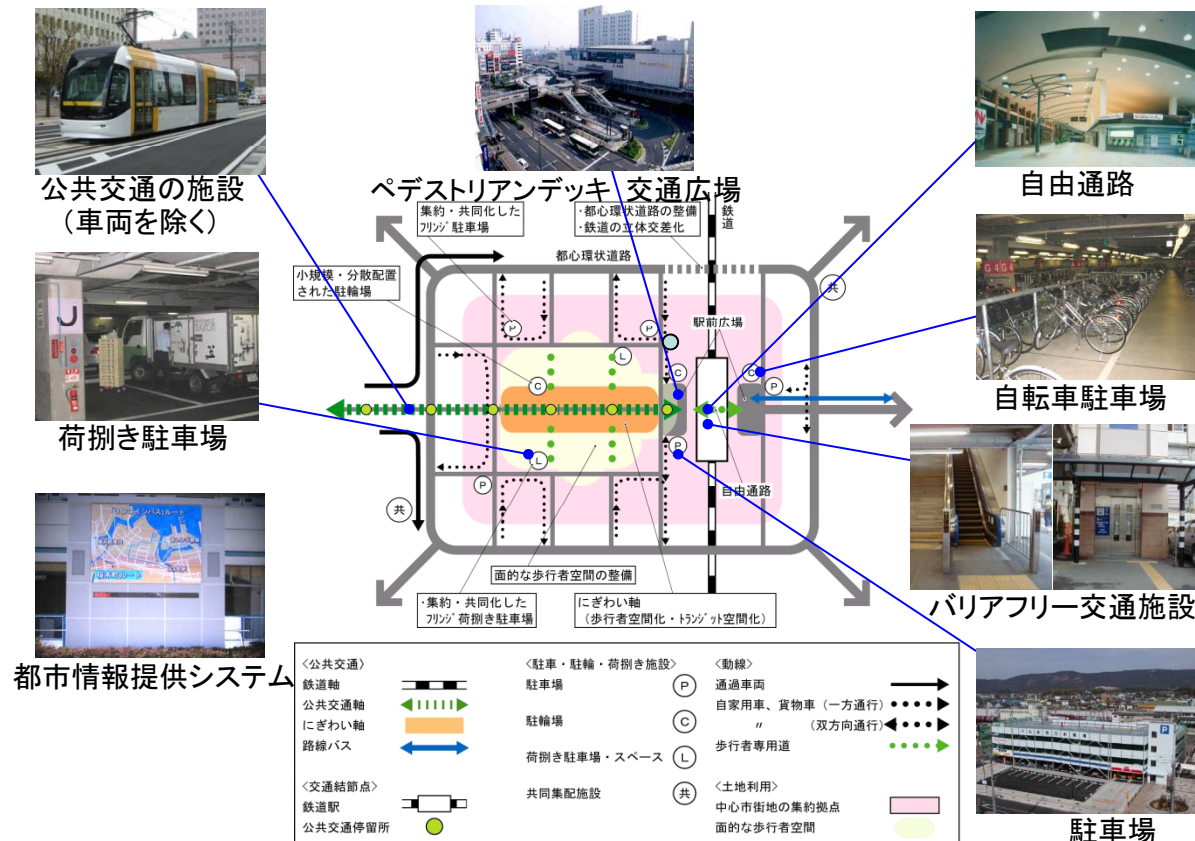 公共交通の施設
（車両を除く）
ペデストリアンデッキ 交通広場
自由通路
荷捌き駐車場
自転車駐車場
バリアフリー交通施設
都市情報提供システム
駐車場
集約・共同化した
ﾌﾘﾝｼﾞ駐車場
・都心環状道路の整備
・鉄道の立体交差化
鉄道
都心環状道路
小規模・分散配置
された駐輪場
共
駅前広場
P
P
L
C
C
C
P
L
P
P
自由通路
共
面的な歩行者空間の整備
・集約・共同化した
ﾌﾘﾝｼﾞ荷捌き駐車場
にぎわい軸
（歩行者空間化・ﾄﾗﾝｼﾞｯﾄ空間化）
〈公共交通〉
鉄道軸
公共交通軸
にぎわい軸
路線バス
〈交通結節点〉
鉄道駅
公共交通停留所
〈駐車・駐輪・荷捌き施設〉
駐車場 P
駐輪場 C
荷捌き駐車場・スペース L
共同集配施設 共
〈動線〉
通過車両
自家用車、貨物車（一方通行）
〃 （双方向通行）
歩行者専用道
〈土地利用〉
中心市街地の集約拠点
面的な歩行者空間
J
G4 G4
P